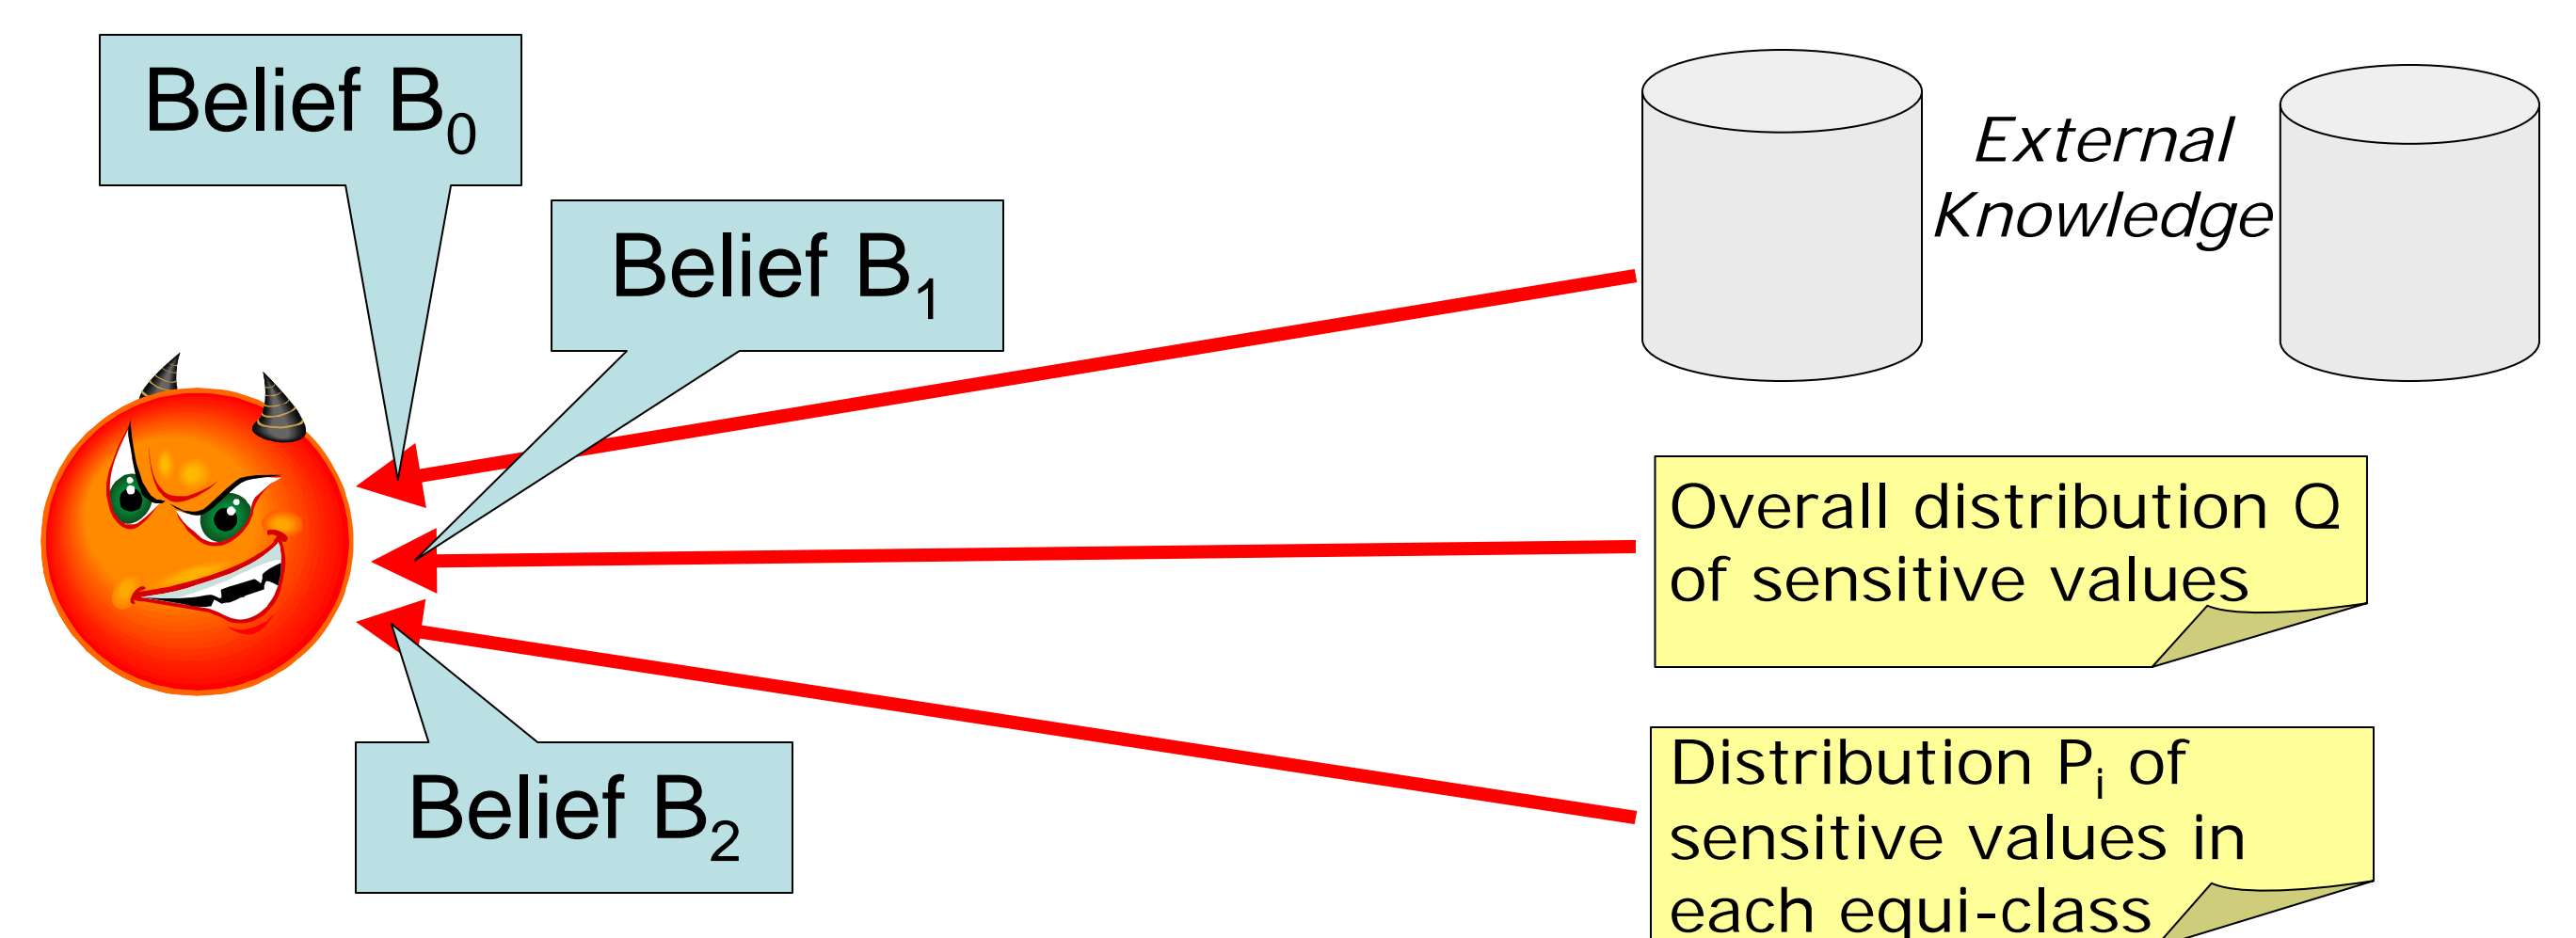 Belief B₀
Belief B₁
External
Knowledge
Overall distribution Q
of sensitive values
Belief B₂
Distribution Pᵢ of
sensitive values in
each equi-class